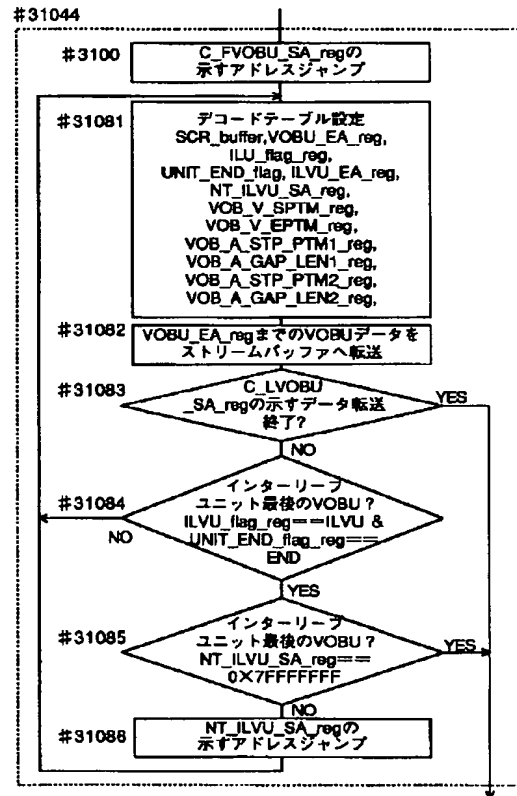 #31044
#3100
C_FVOBU_SA_regの
示すアドレスジャンプ
#31081
デコードテーブル設定
SCR_buffer,VOBU_EA_reg,
ILU_flag_reg,
UNIT_END_flag, ILVU_EA_reg,
NT_ILVU_SA_reg,
VOB_V_SPTM_reg,
VOB_V_EPTM_reg,
VOB_A_STP_PTM1_reg,
VOB_A_GAP_LEN1_reg,
VOB_A_STP_PTM2_reg,
VOB_A_GAP_LEN2_reg,
#31082
VOBU_EA_regまでのVOBUデータを
ストリームバッファへ転送
#31083
C_LVOBU
_SA_regの示すデータ転送
終了?
YES
NO
#31084
インターリーブ
ユニット最後のVOBU?
ILVU_flag_reg==ILVU &
UNIT_END_flag_reg==
END
NO
YES
#31085
インターリーブ
ユニット最後のVOBU?
NT_ILVU_SA_reg==
0×7FFFFFFF
YES
NO
#31086
NT_ILVU_SA_regの
示すアドレスジャンプ